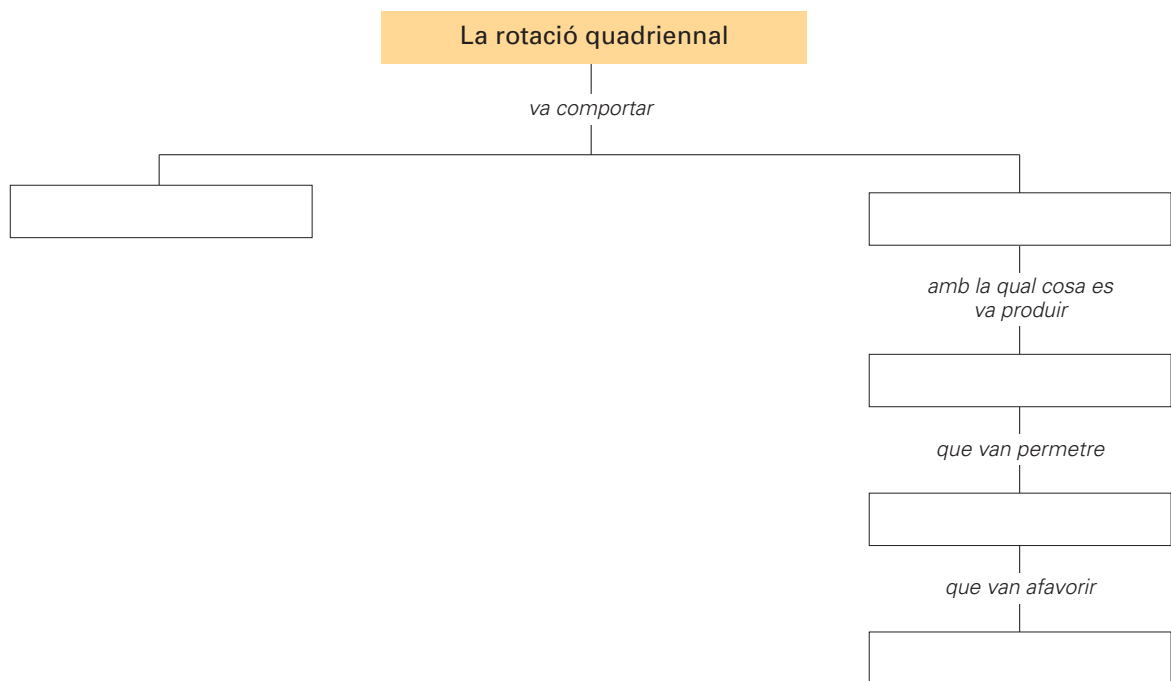 La rotació quadriennal
va comportar
amb la qual cosa es
va produir
que van permetre
que van afavorir